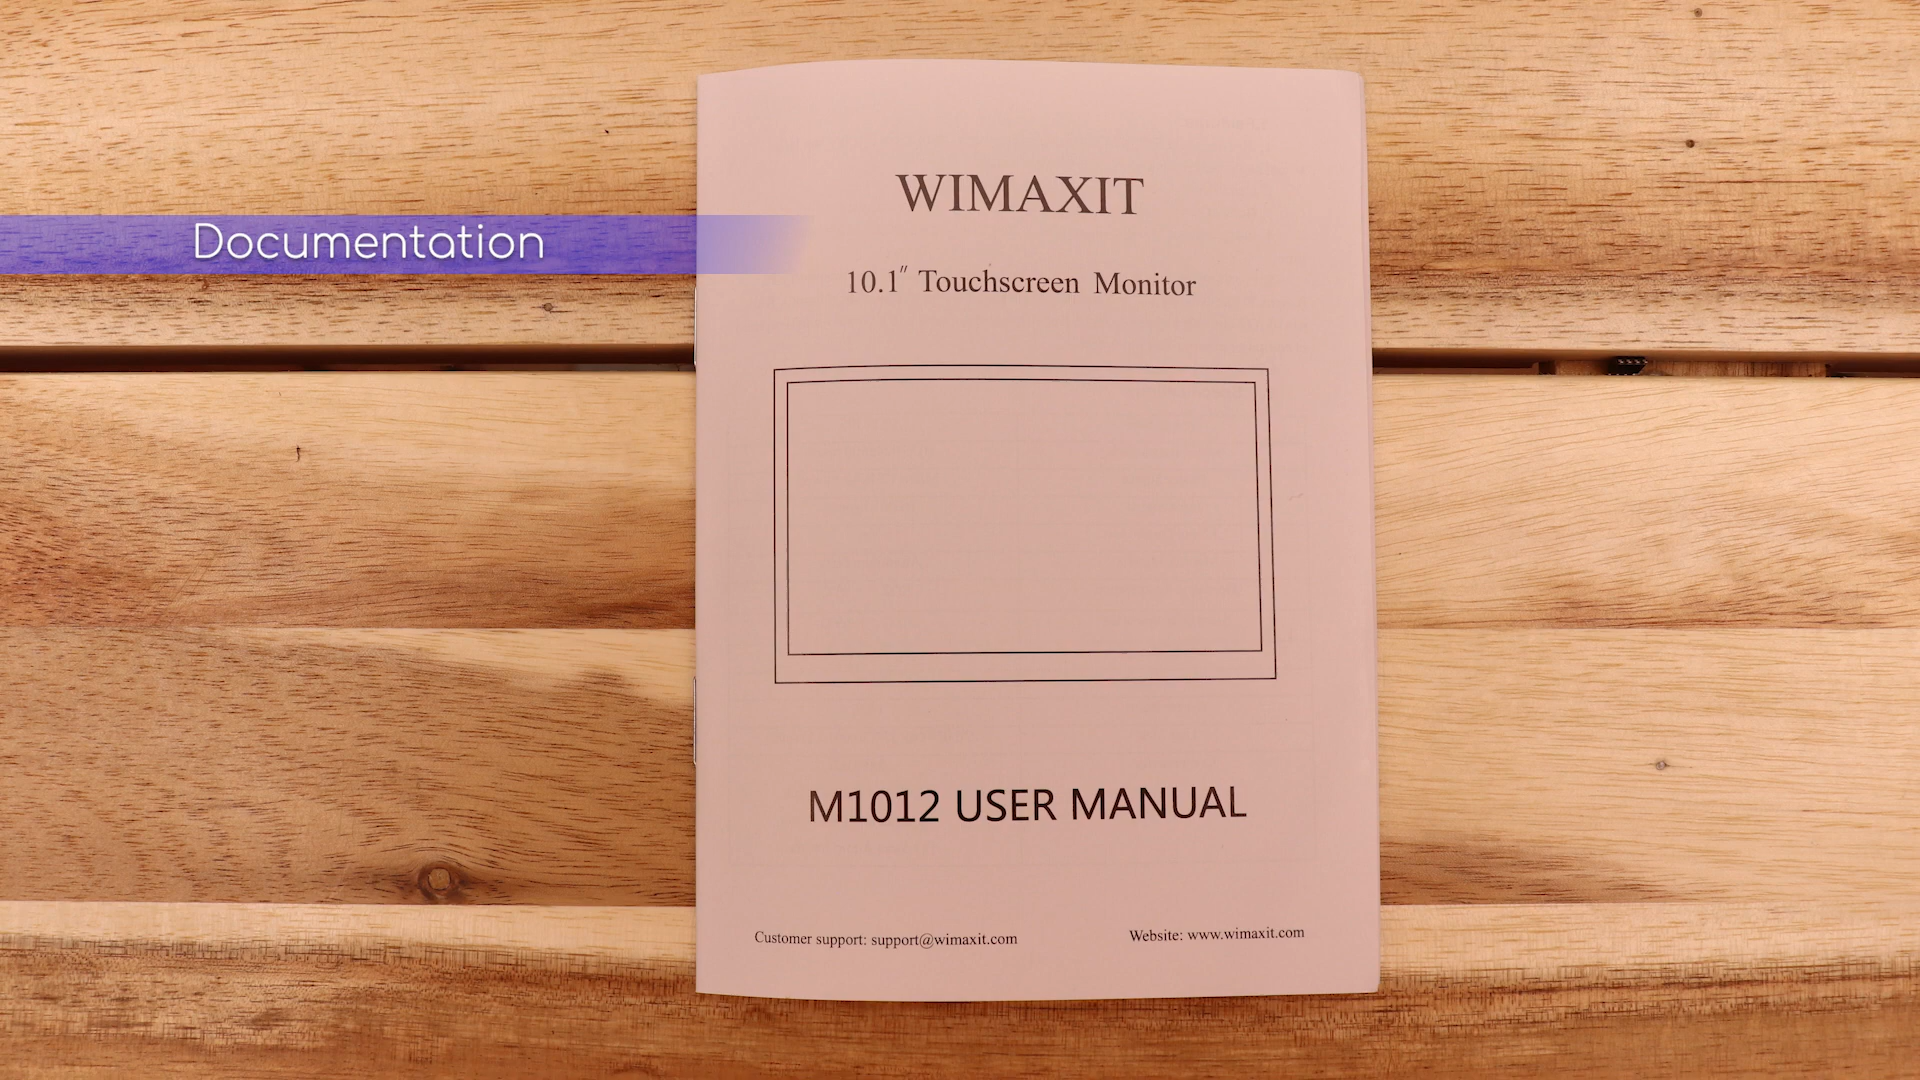 Documentation
WIMAXIT
10.1" Touchscreen Monitor
M1012 USER MANUAL
Customer support: support@wimaxit.com
Website: www.wimaxit.com